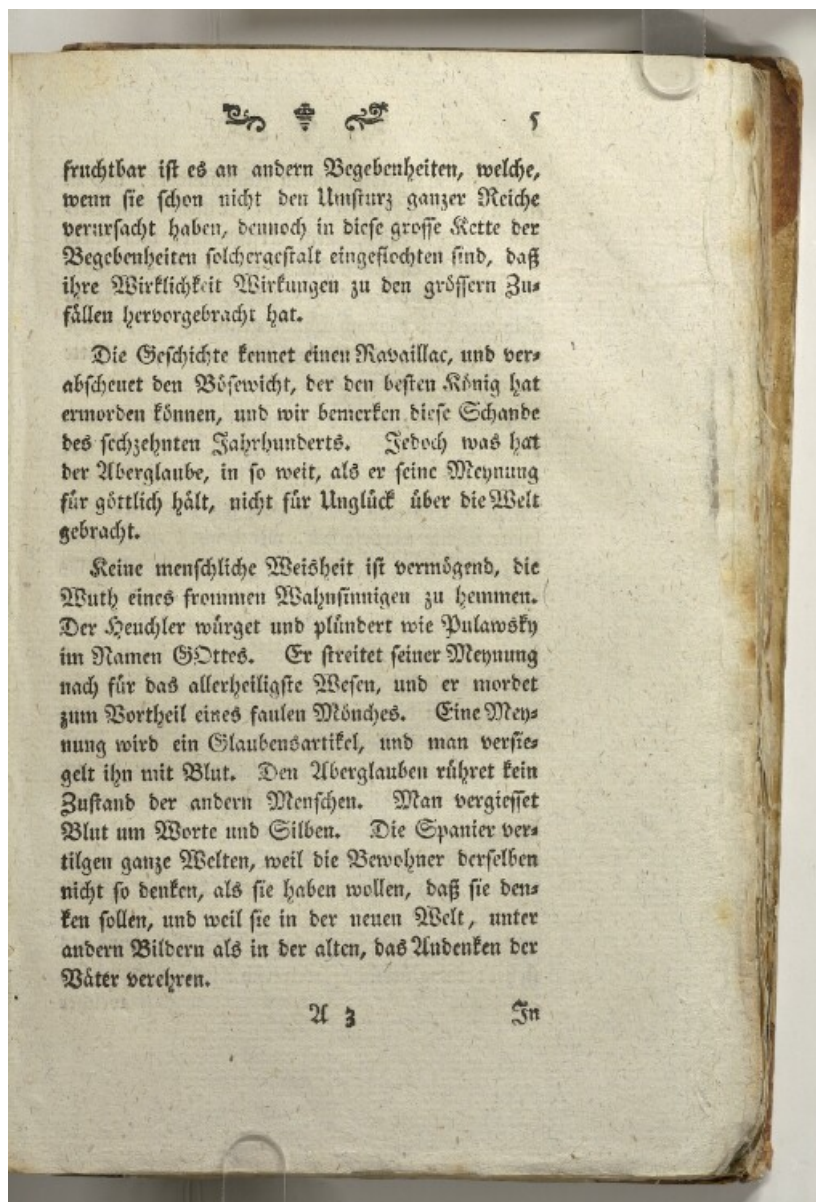 5
fruchtbar ist es an andern Begebenheiten, welche,
wenn sie schon nicht den Umsturz ganzer Reiche
verursacht haben, dennoch in diese grosse Kette der
Begebenheiten solchergestalt eingeflochten sind, daß
ihre Wirklichkeit Wirkungen zu den grössern Zu-
fällen hervorgebracht hat.
Die Geschichte kennet einen Ravaillac, und ver-
abscheuet den Bösewicht, der den besten König hat
ermorden können, und wir bemerken diese Schande
des sechzehnten Jahrhunderts. Jedoch was hat
der Aberglaube, in so weit, als er seine Meynung
für göttlich hält, nicht für Unglück über die Welt
gebracht.
Keine menschliche Weisheit ist vermögend, die
Wuth eines frommen Wahnsinnigen zu hemmen.
Der Heuchler würget und plündert wie Pulawsky
im Namen GOttes. Er streitet seiner Meynung
nach für das allerheiligste Wesen, und er mordet
zum Vortheil eines faulen Mönches. Eine Mey-
nung wird ein Glaubensartikel, und man versie-
gelt ihn mit Blut. Den Aberglauben rühret kein
Zustand der andern Menschen. Man vergiesset
Blut um Worte und Silben. Die Spanier ver-
tilgen ganze Welten, weil die Bewohner derselben
nicht so denken, als sie haben wollen, daß sie den-
ken sollen, und weil sie in der neuen Welt, unter
andern Bildern als in der alten, das Andenken der
Väter verehren.
A 3 In